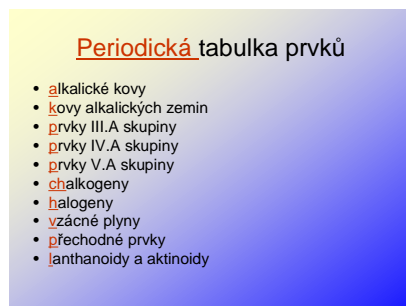 Periodická tabulka prvků
• alkalické kovy
• kovy alkalických zemin
• prvky III.A skupiny
• prvky IV.A skupiny
• prvky V.A skupiny
• chalkogeny
• halogeny
• vzácné plyny
• přechodné prvky
• lanthanoidy a aktinoidy